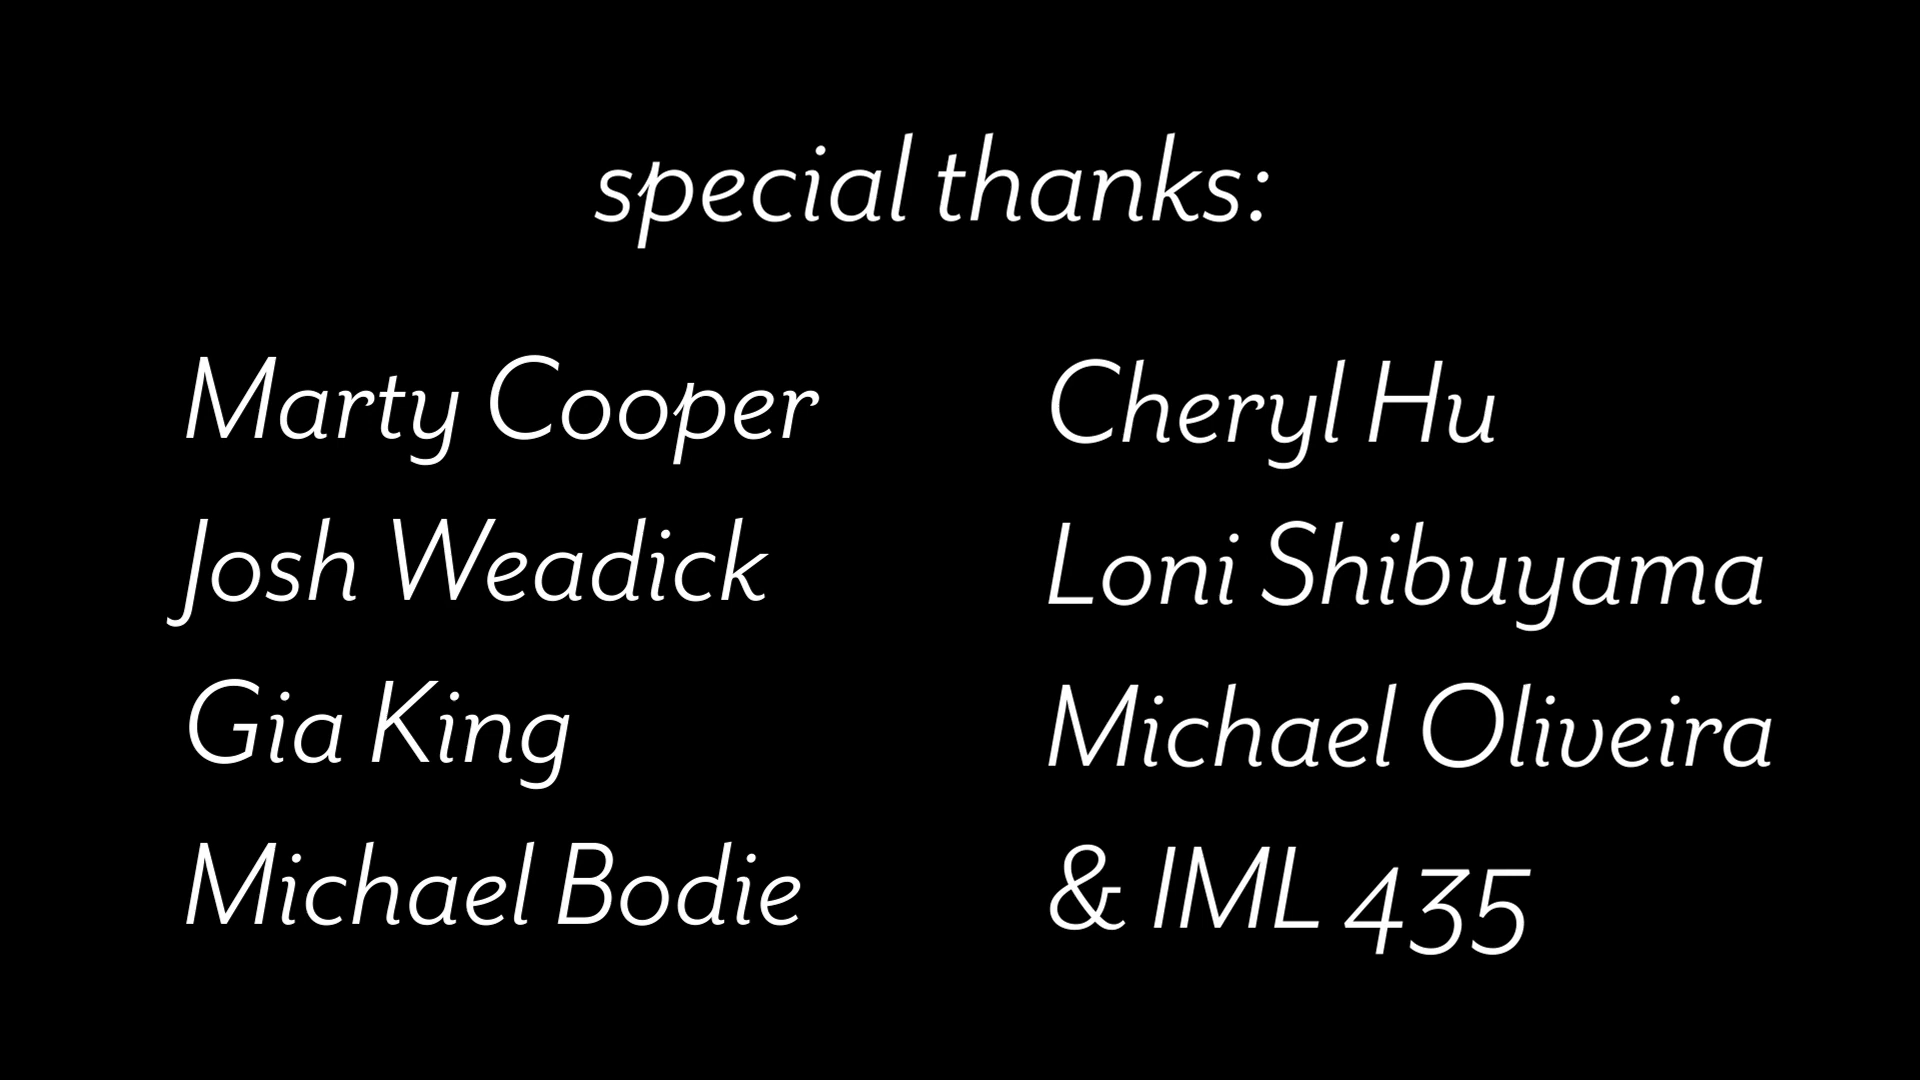 special thanks:
Marty Cooper
Josh Weadick
Gia King
Michael Bodie
Cheryl Hu
Loni Shibuyama
Michael Oliveira
& IML 435